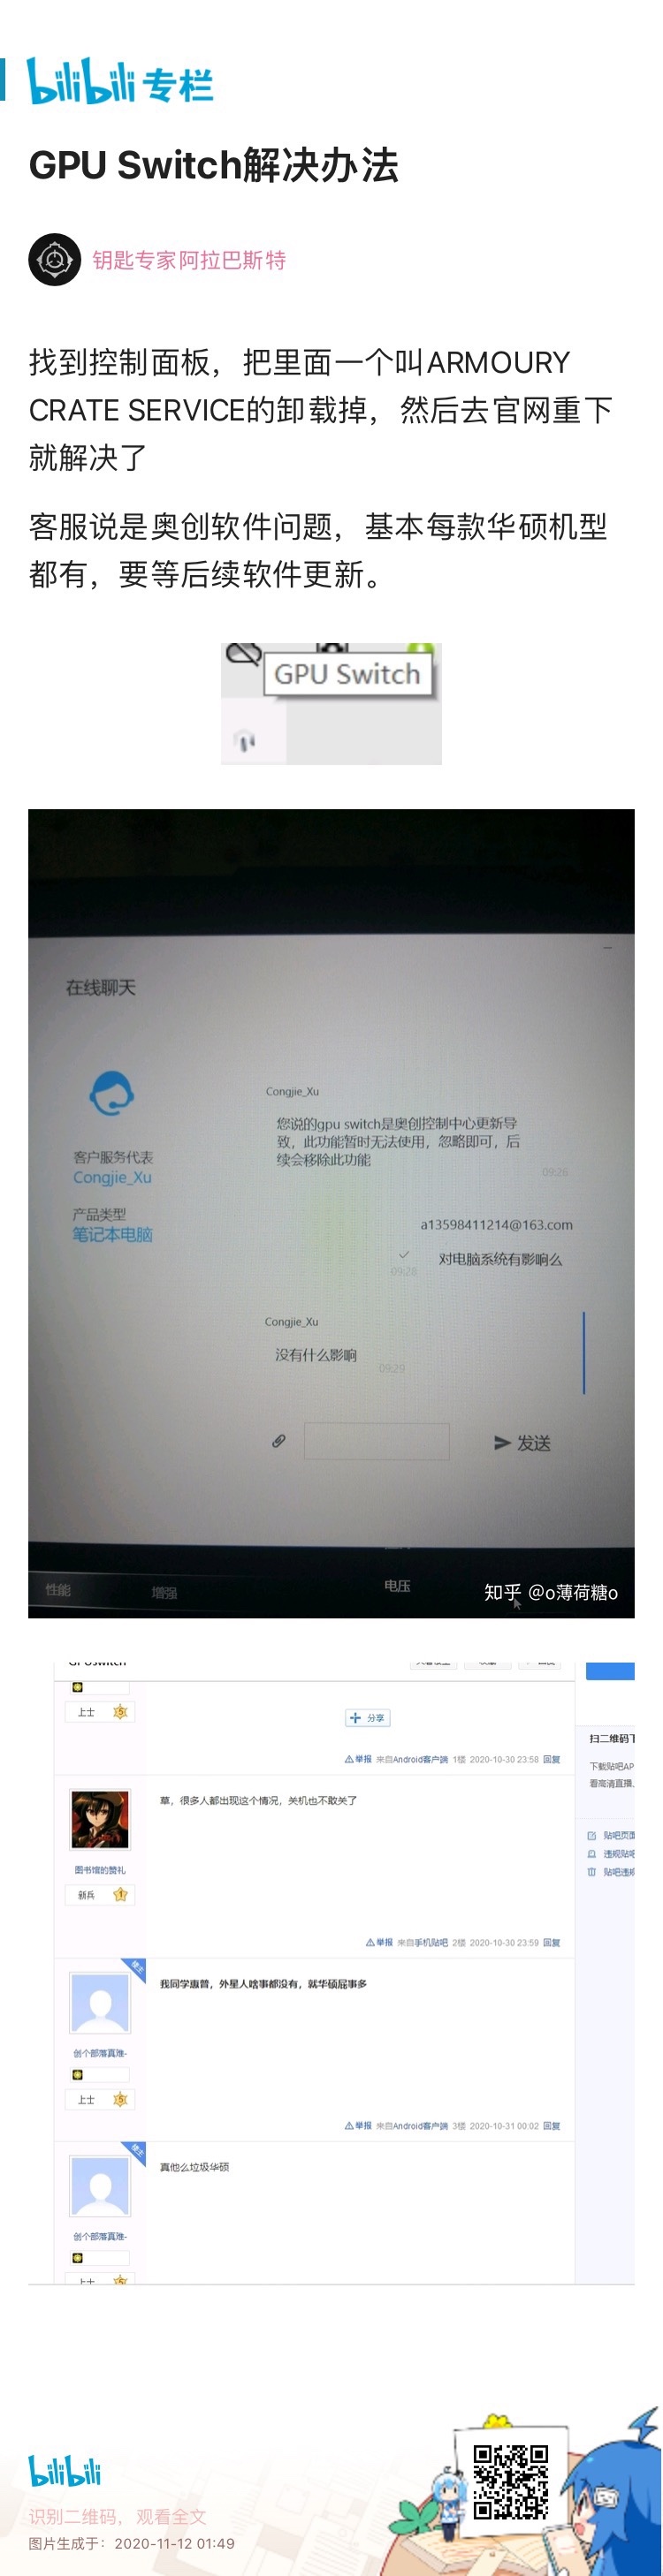 bilibili 专栏
GPU Switch解决办法
钥匙专家阿拉巴斯特
找到控制面板，把里面一个叫ARMOURY
CRATE SERVICE的卸载掉，然后去官网重下
就解决了
客服说是奥创软件问题，基本每款华硕机型
都有，要等后续软件更新。
GPU Switch
在线聊天
Congjie_Xu
您说的gpu switch是奥创控制中心更新导
致，此功能暂时无法使用，忽略即可，后
续会移除此功能
09:26
客户服务代表
Congjie_Xu
产品类型
笔记本电脑
a13598411214@163.com
对电脑系统有影响么
09:28
Congjie_Xu
没有什么影响
09:29
发送
性能
增强
电压
知乎 @o薄荷糖o
上士 5
分享
举报 来自Android客户端 1楼 2020-10-30 23:58 回复
扫二维码下
下载贴吧AP
看高清直播、
草，很多人都出现这个情况，关机也不敢关了
图书馆的赞礼
新兵 1
贴吧页面
违规贴吧
贴吧违规
举报 来自手机贴吧 2楼 2020-10-30 23:59 回复
楼主
我同学惠普，外星人啥事都没有，就华硕屁事多
创个部落真难-
上士 5
举报 来自Android客户端 3楼 2020-10-31 00:02 回复
楼主
真他么垃圾华硕
创个部落真难-
bilibili
识别二维码，观看全文
图片生成于：2020-11-12 01:49